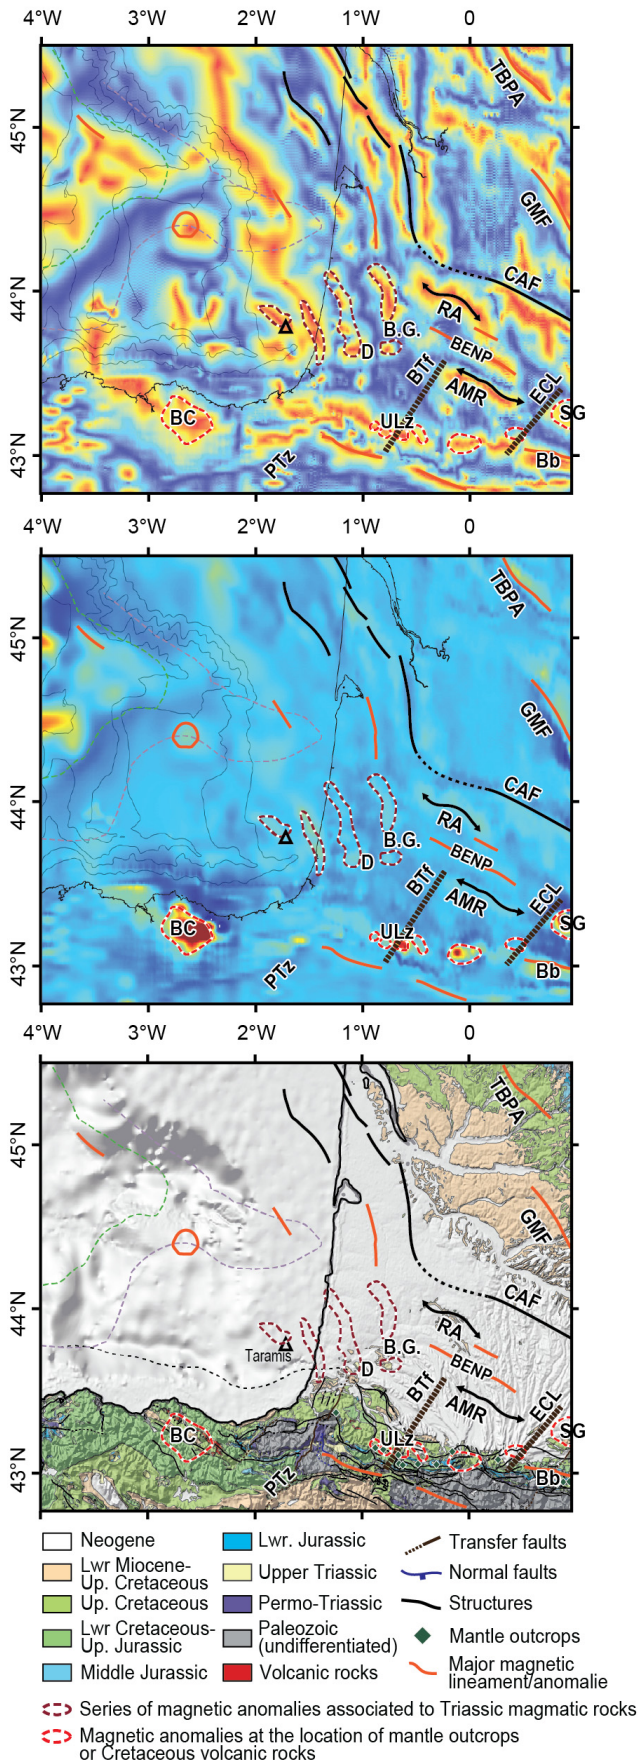 4°W 3°W 2°W 1°W 0
45°N
44°N
43°N
TBPA
GMF
CAF
RA
B.G.
D
BENP
BTf
AMR
ECL
SG
BC
ULz
Bb
PTz
4°W 3°W 2°W 1°W 0
45°N
44°N
43°N
TBPA
GMF
CAF
RA
B.G.
D
BENP
BTf
AMR
ECL
SG
BC
ULz
Bb
PTz
4°W 3°W 2°W 1°W 0
45°N
44°N
43°N
TBPA
GMF
CAF
RA
B.G.
Taramis
D
BENP
BTf
AMR
ECL
SG
BC
ULz
Bb
PTz
Neogene
Lwr Miocene-
Up. Cretaceous
Up. Cretaceous
Lwr Cretaceous-
Up. Jurassic
Middle Jurassic
Lwr. Jurassic
Upper Triassic
Permo-Triassic
Paleozoic
(undifferentiated)
Volcanic rocks
Transfer faults
Normal faults
Structures
Mantle outcrops
Major magnetic
lineament/anomalie
Series of magnetic anomalies associated to Triassic magmatic rocks
Magnetic anomalies at the location of mantle outcrops
or Cretaceous volcanic rocks